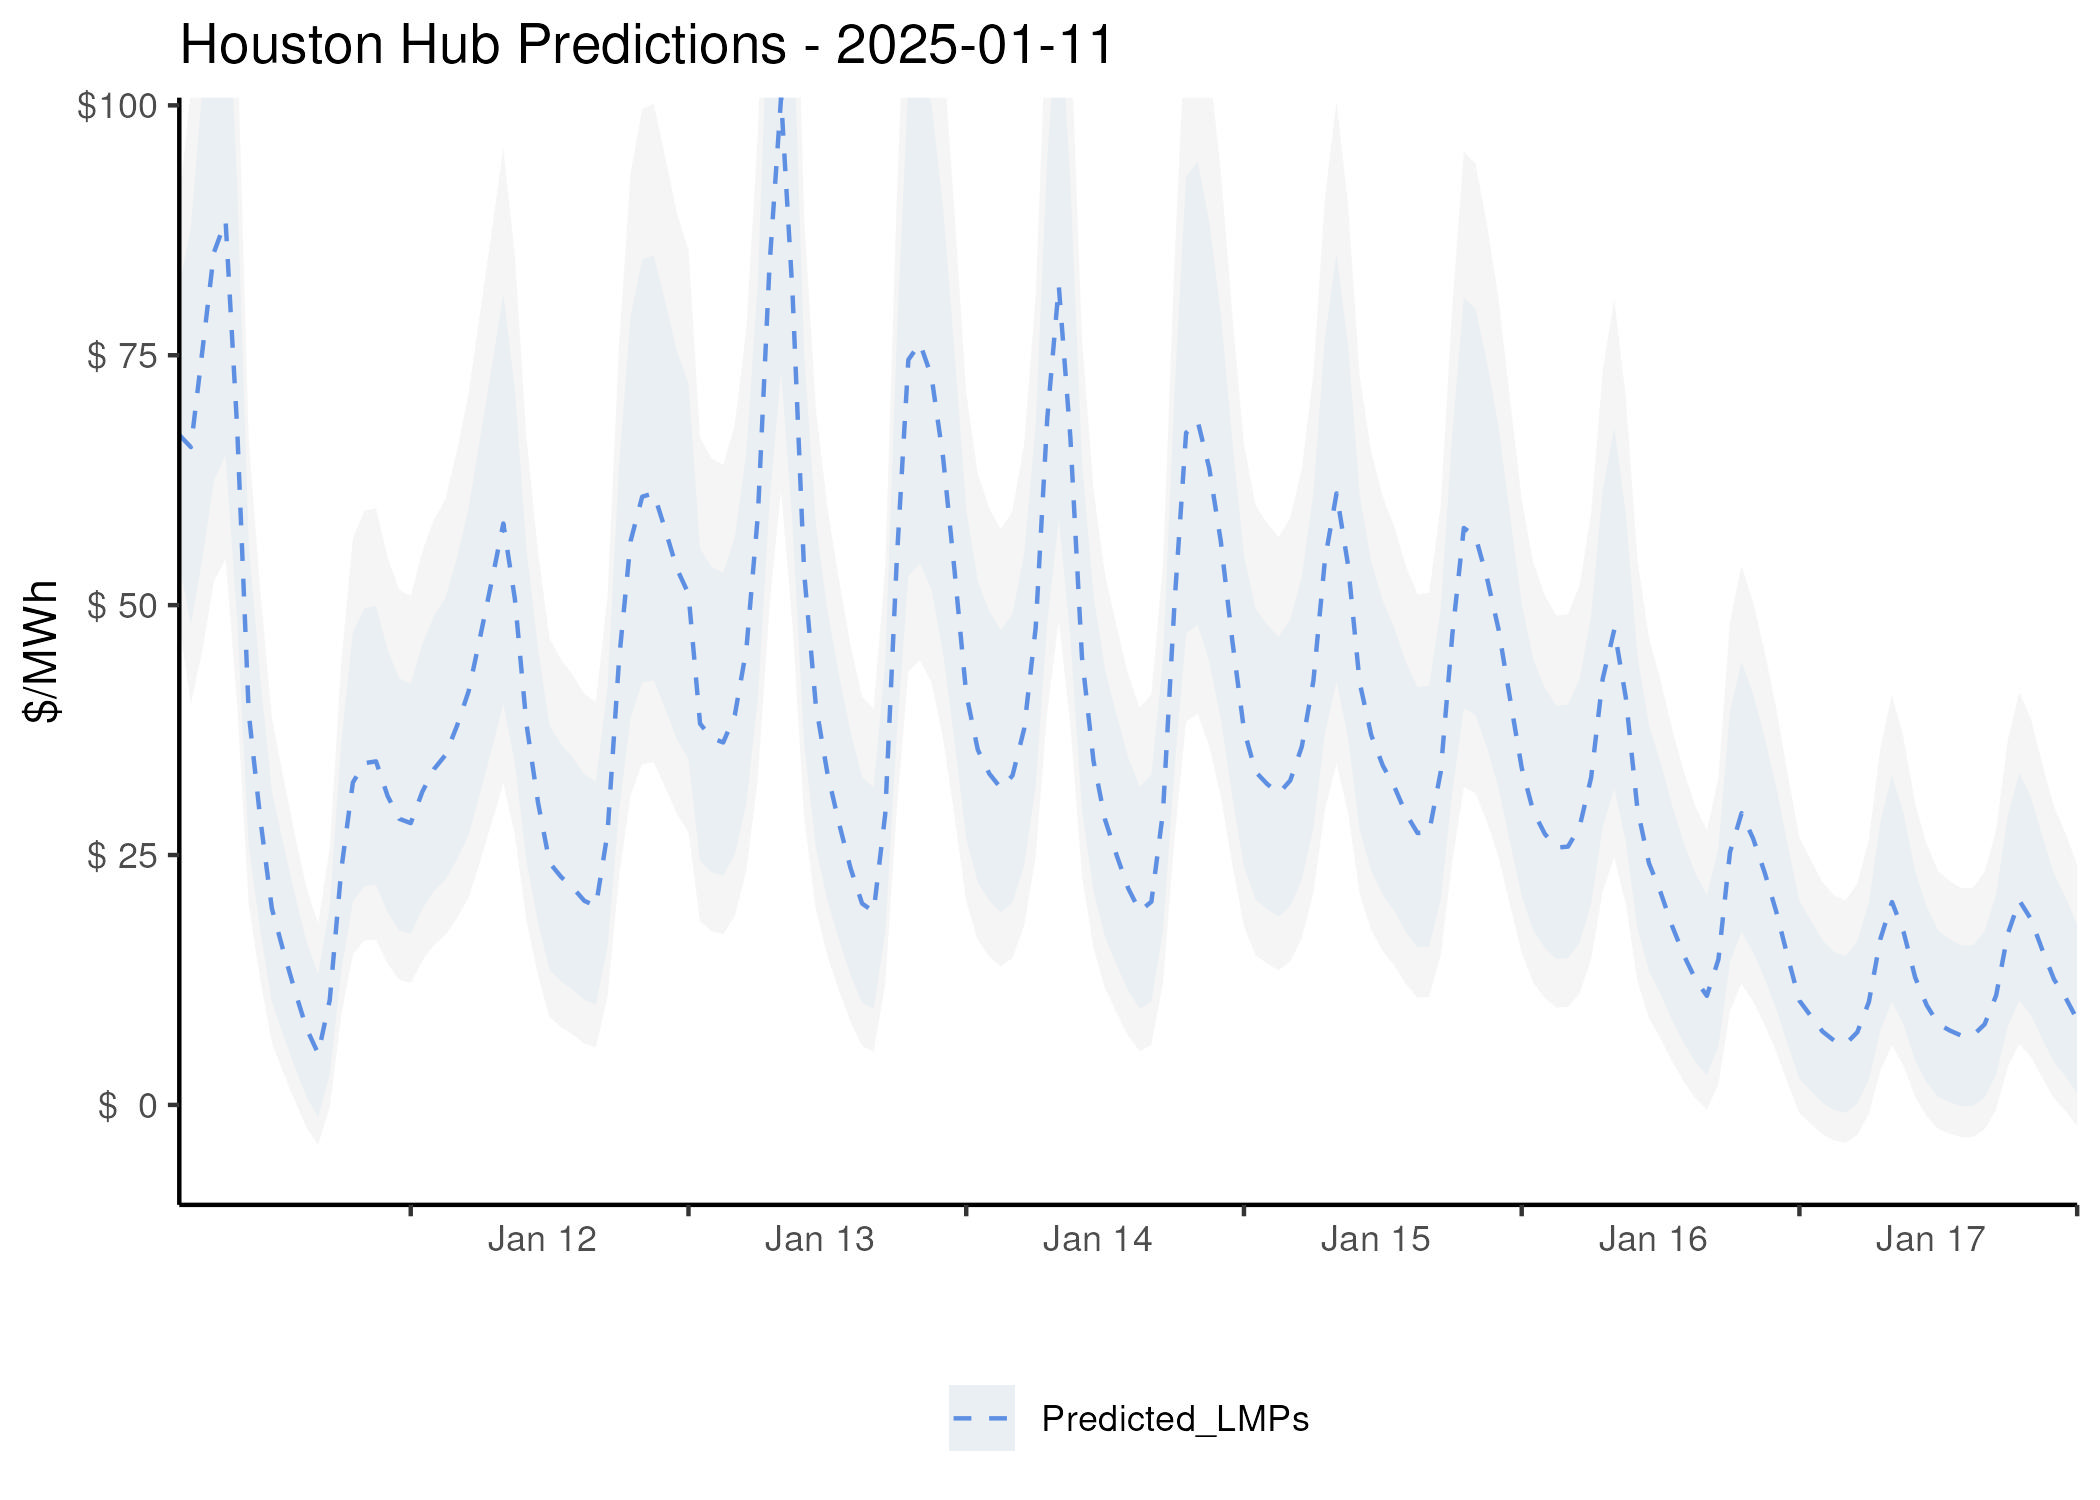 Houston Hub Predictions - 2025-01-11
$100
$ 75
$ 50
$ 25
$  0
$/MWh
Jan 12 Jan 13 Jan 14 Jan 15 Jan 16 Jan 17
Predicted_LMPs